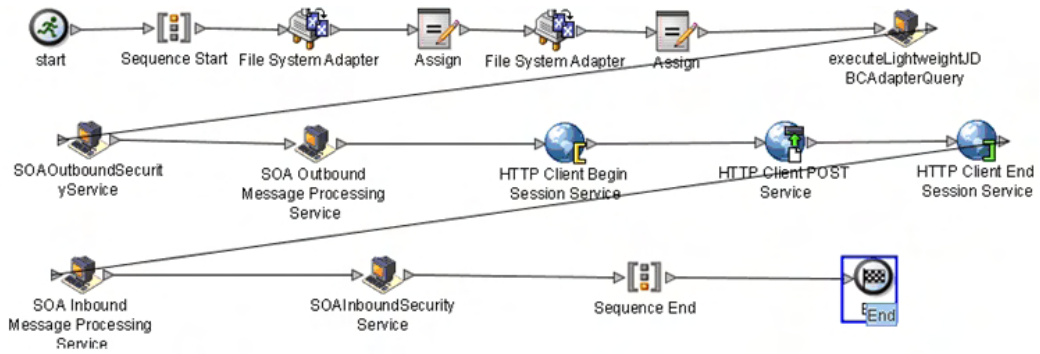 start
Sequence Start
File System Adapter
Assign
File System Adapter
Assign
executeLightweightJD
BCAdapterQuery
SOAOutboundSecurit
yService
SOA Outbound
Message Processing
Service
HTTP Client Begin
Session Service
HTTP Client POST
Service
HTTP Client End
Session Service
SOA Inbound
Message Processing
Service
SOAInboundSecurity
Service
Sequence End
End